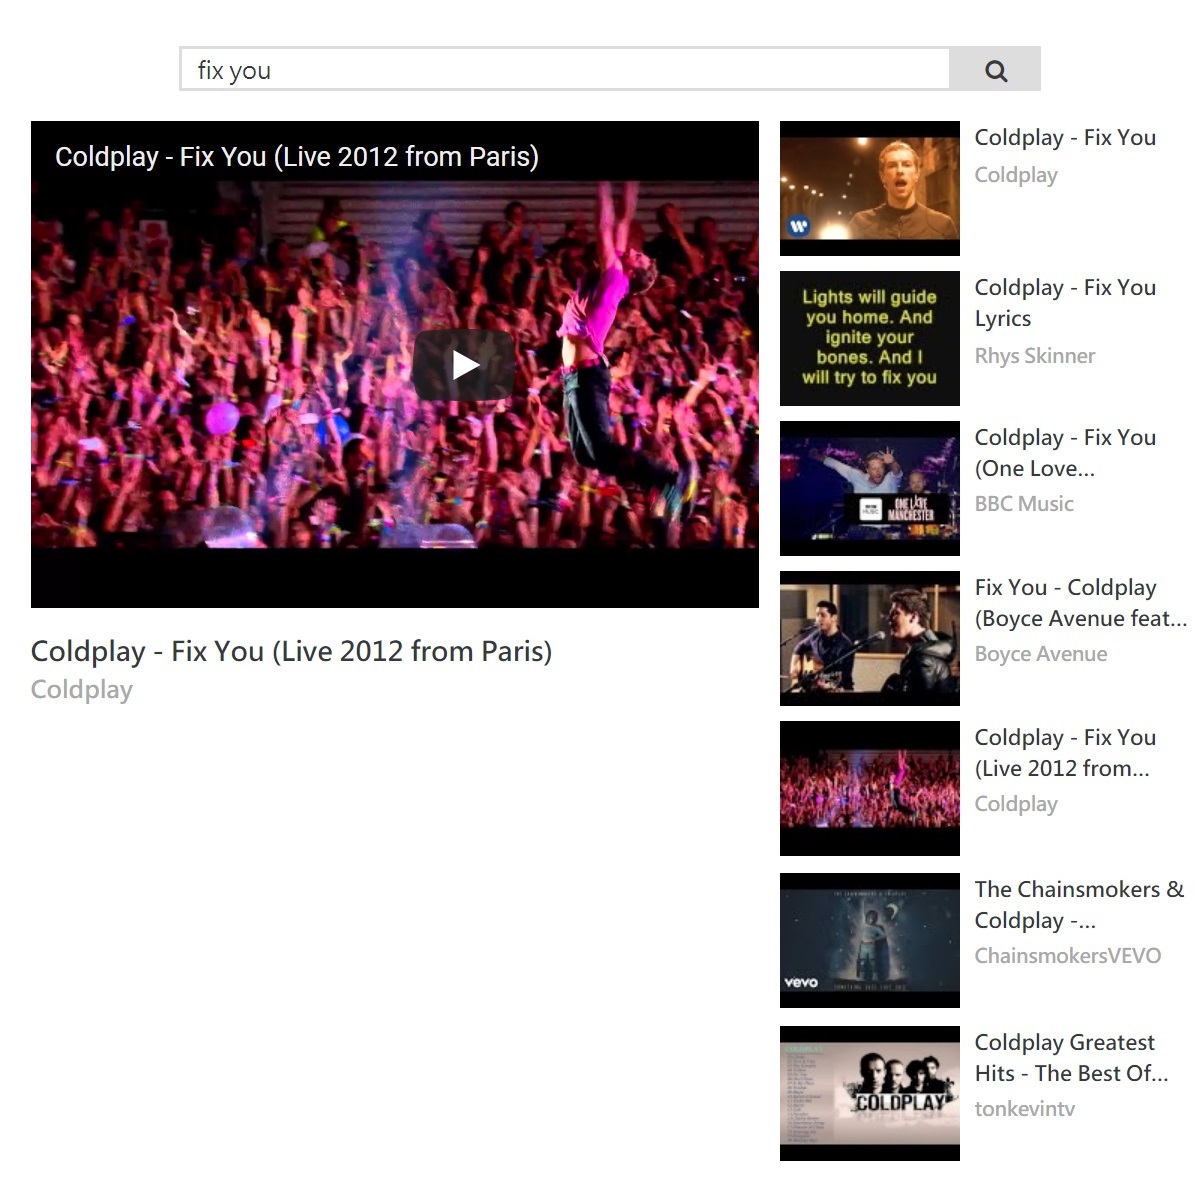 fix you
Coldplay - Fix You (Live 2012 from Paris)
Coldplay - Fix You (Live 2012 from Paris)
Coldplay
Coldplay - Fix You
Coldplay
Lights will guide
you home. And
ignite your
bones. And I
will try to fix you
Coldplay - Fix You
Lyrics
Rhys Skinner
ONE LOVE
MANCHESTER
Coldplay - Fix You
(One Love...
BBC Music
Fix You - Coldplay
(Boyce Avenue feat...
Boyce Avenue
Coldplay - Fix You
(Live 2012 from...
Coldplay
THE CHAINSMOKERS & COLDPLAY
vevo
The Chainsmokers &
Coldplay -...
ChainsmokersVEVO
COLDPLAY
COLDPLAY
Coldplay Greatest
Hits - The Best Of...
tonkevintv